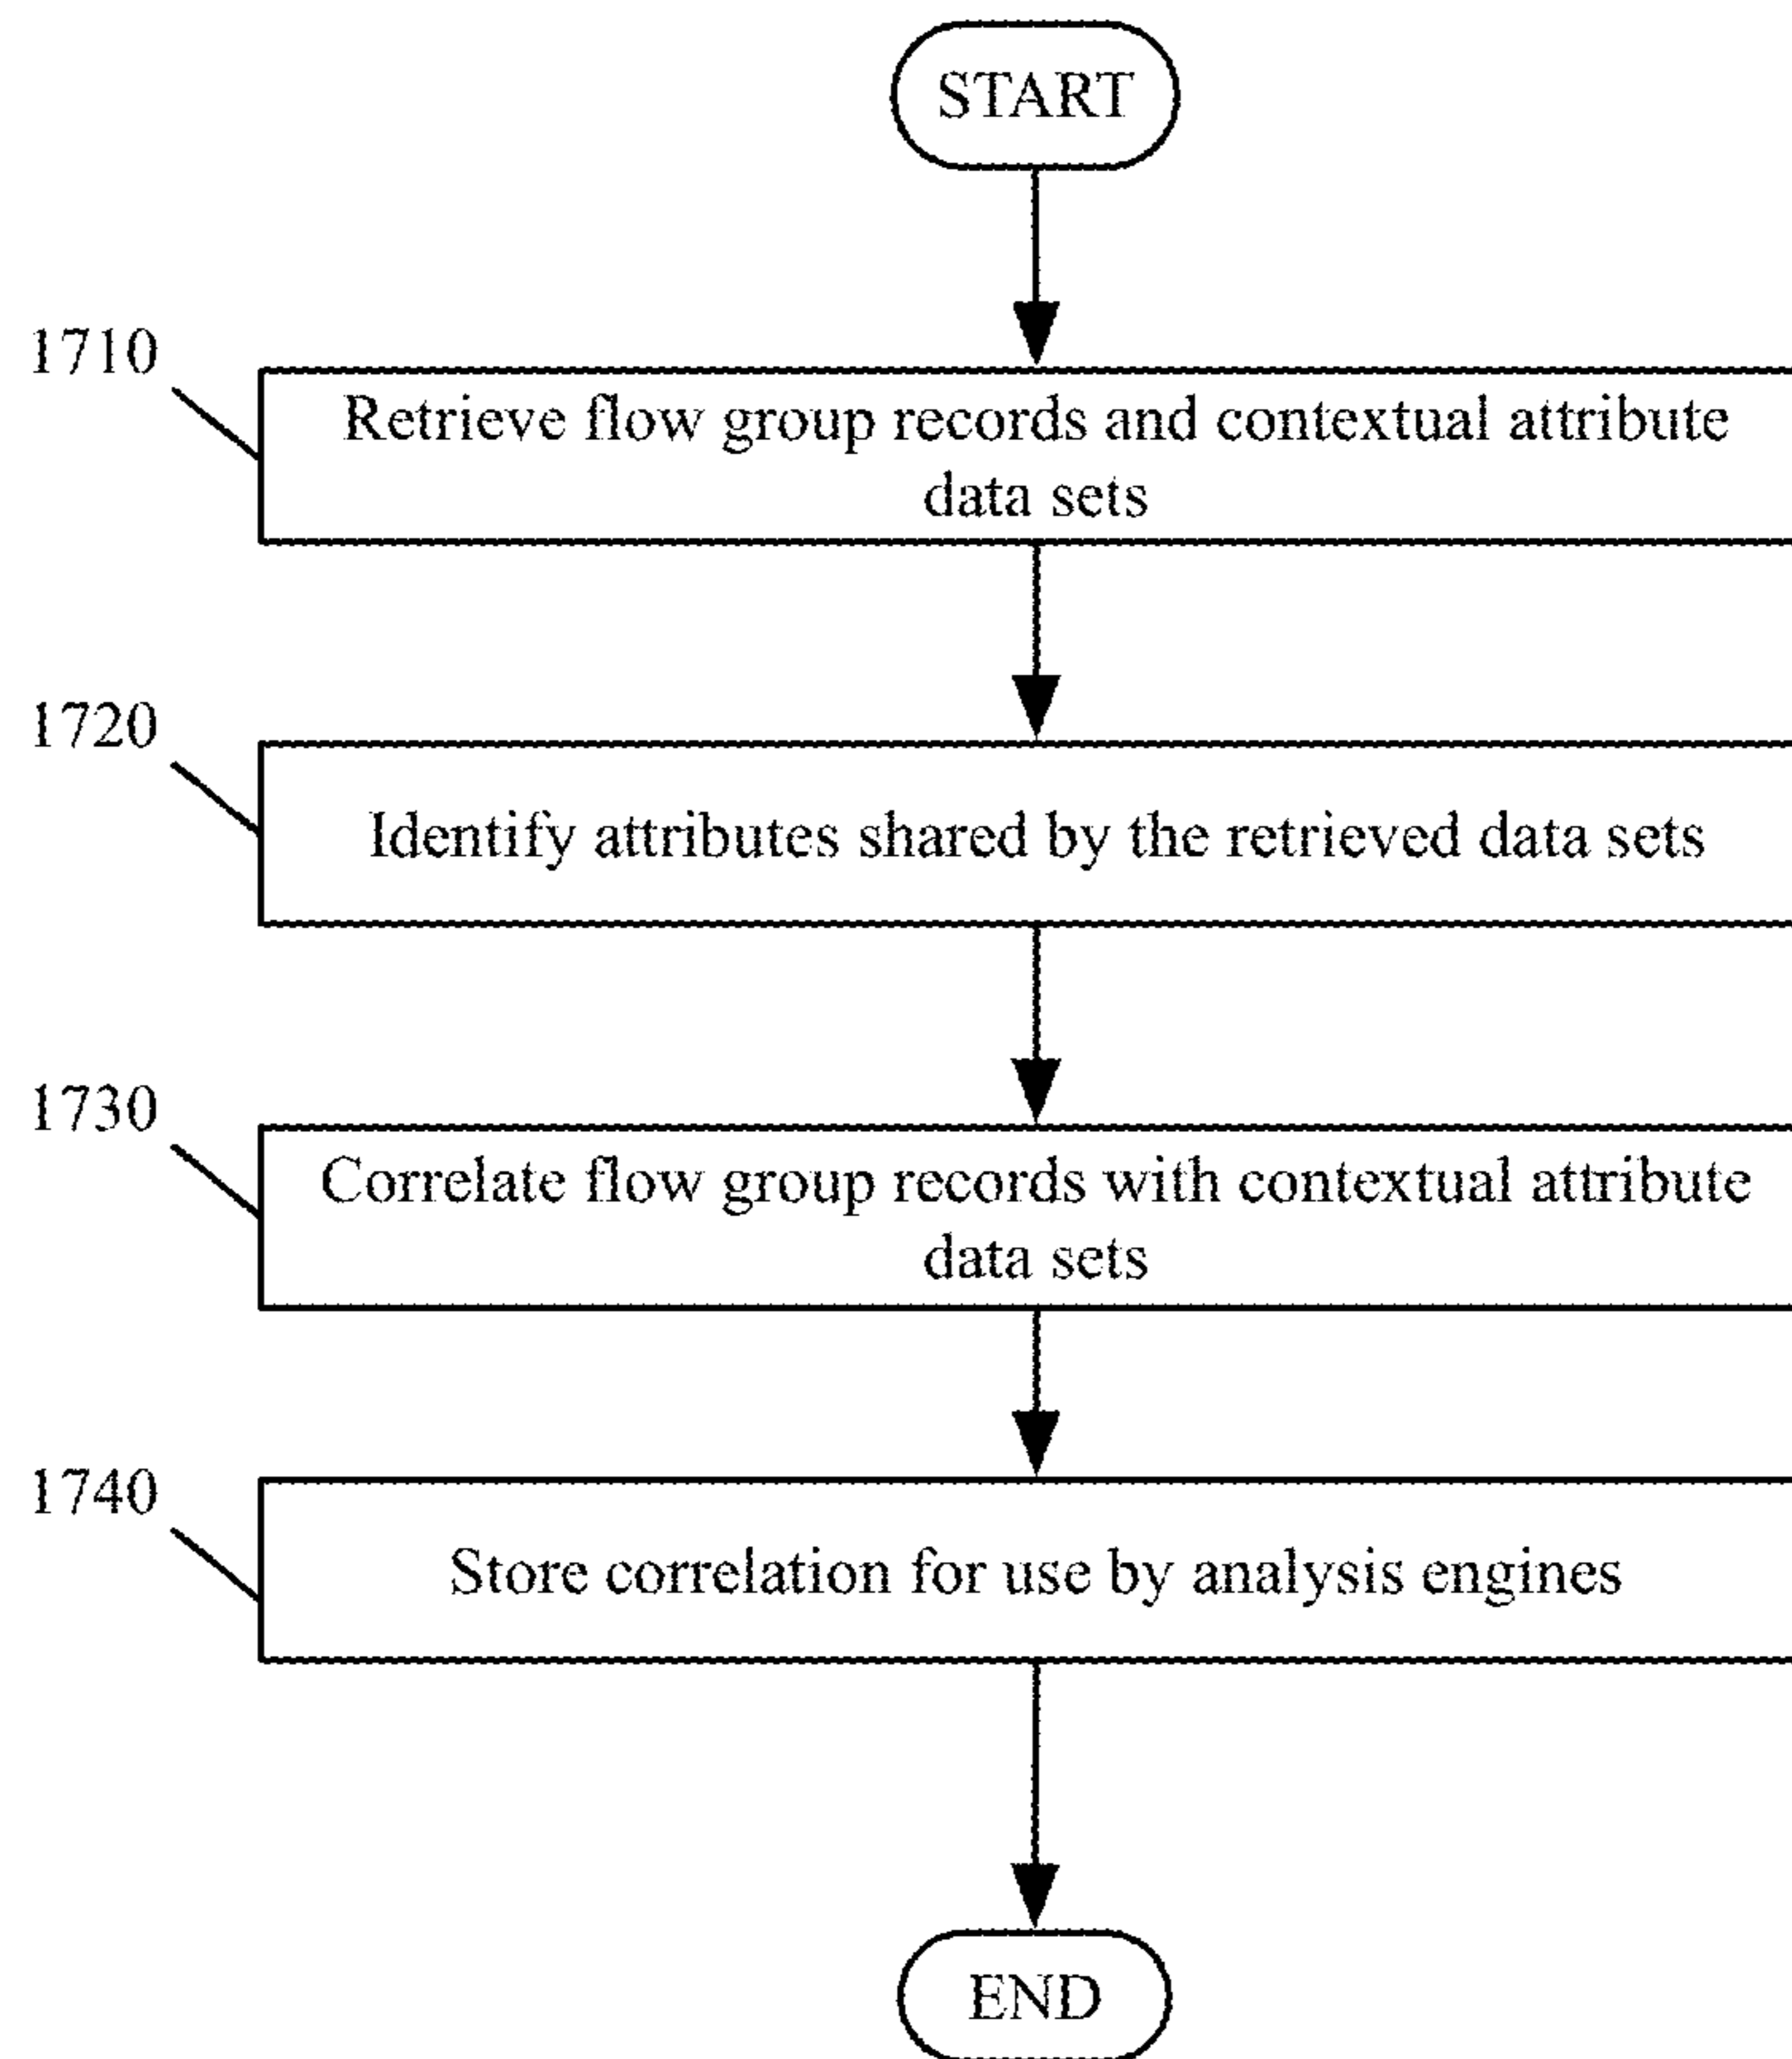 START
1710
Retrieve flow group records and contextual attribute
data sets
1720
Identify attributes shared by the retrieved data sets
1730
Correlate flow group records with contextual attribute
data sets
1740
Store correlation for use by analysis engines
END